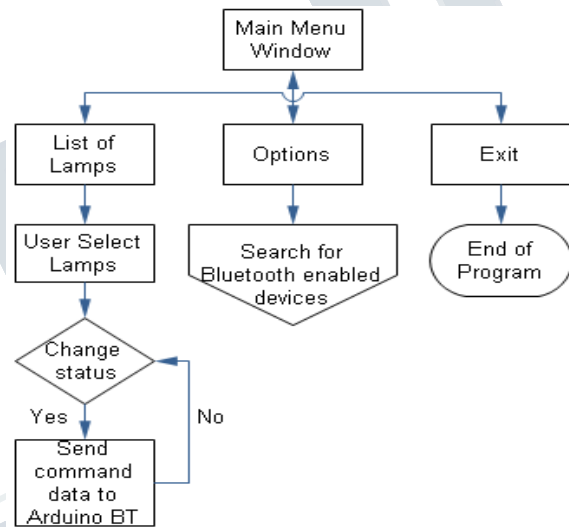 Main Menu
Window
List of
Lamps
Options
Exit
User Select
Lamps
Search for
Bluetooth enabled
devices
End of
Program
Change
status
Yes
No
Send
command
data to
Arduino BT